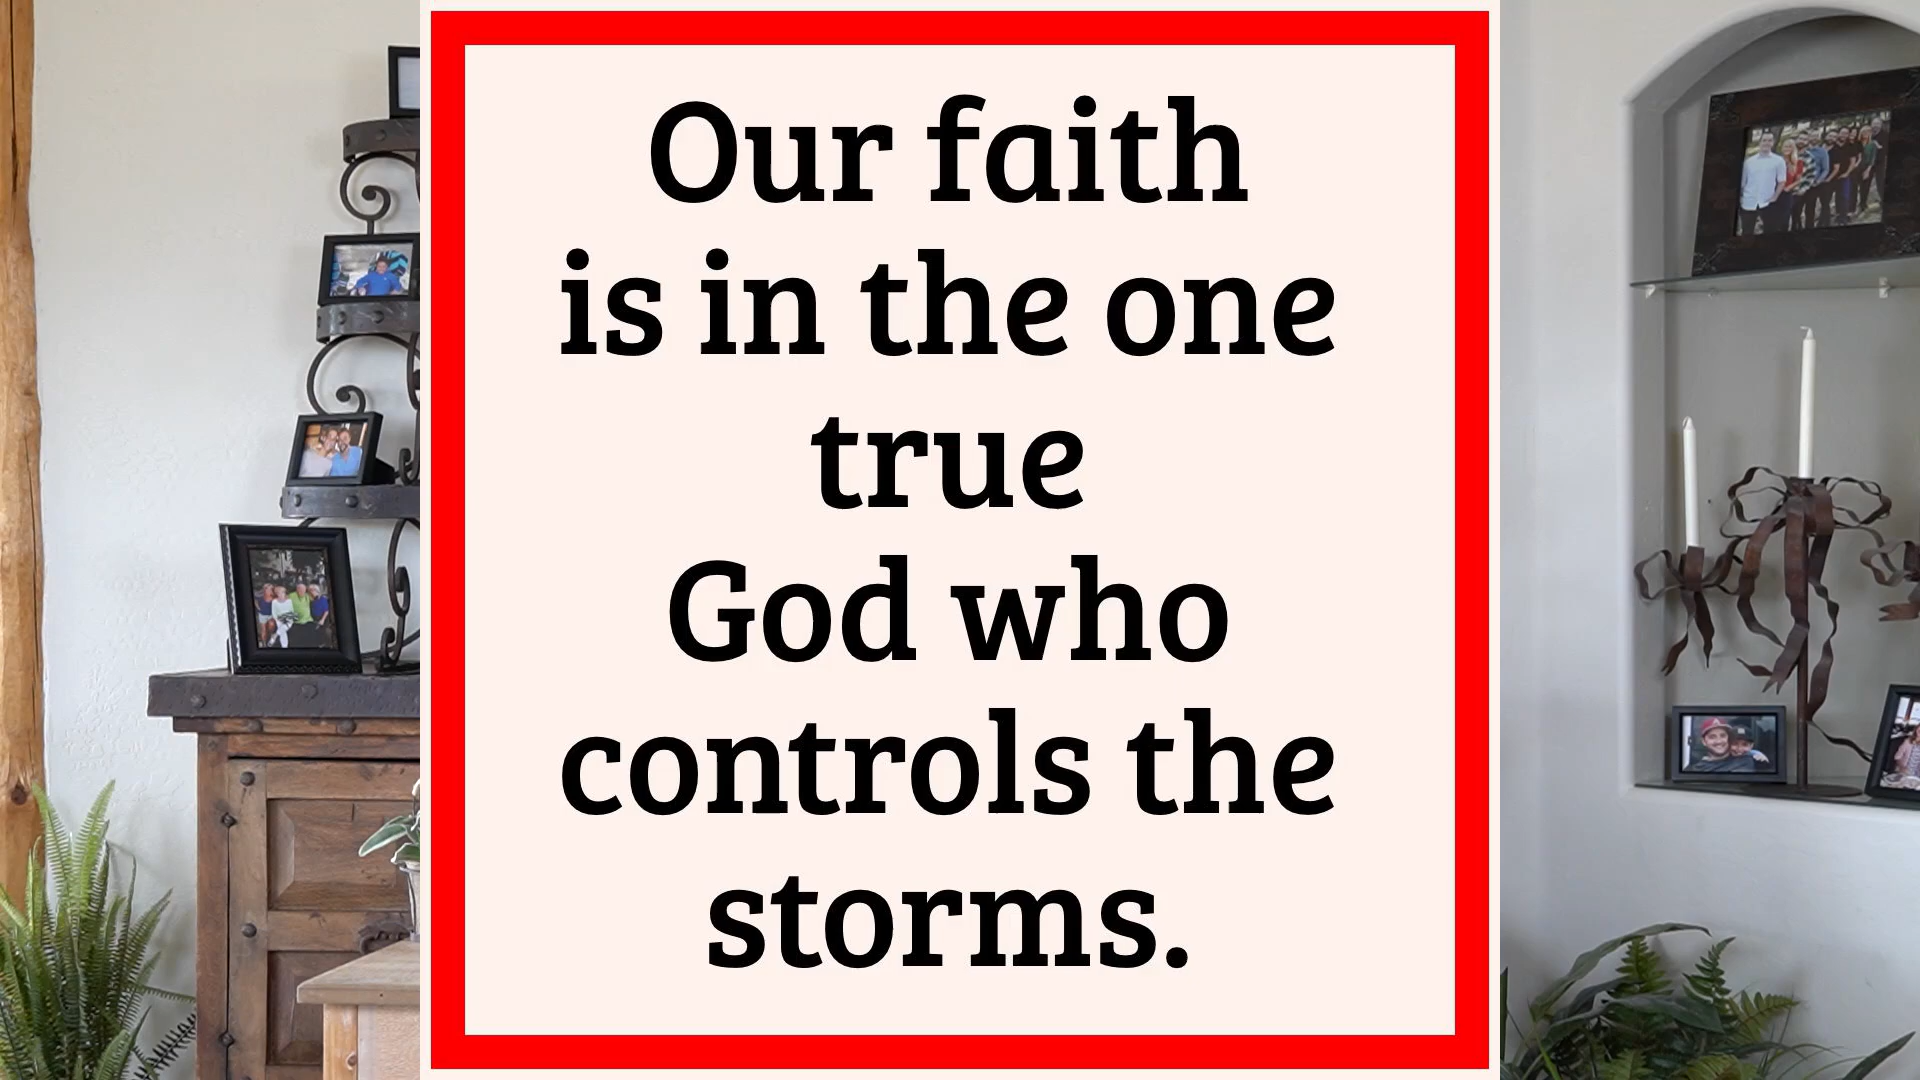 Our faith
is in the one
true
God who
controls the
storms.